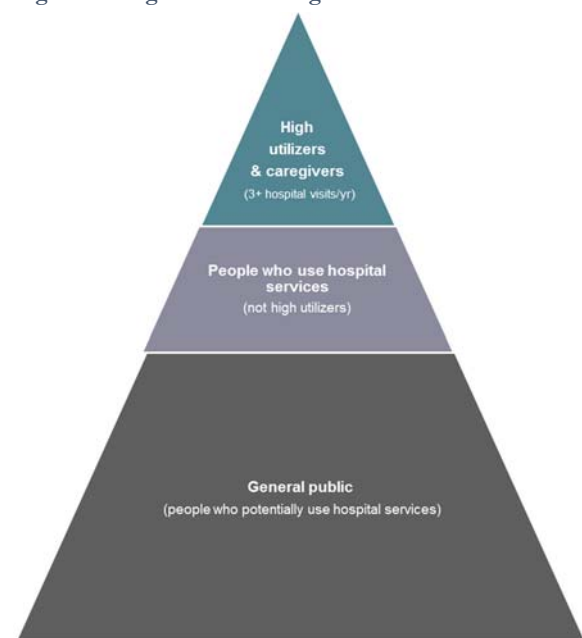 High
utilizers
& caregivers
(3+ hospital visits/yr)
People who use hospital
services
(not high utilizers)
General public
(people who potentially use hospital services)